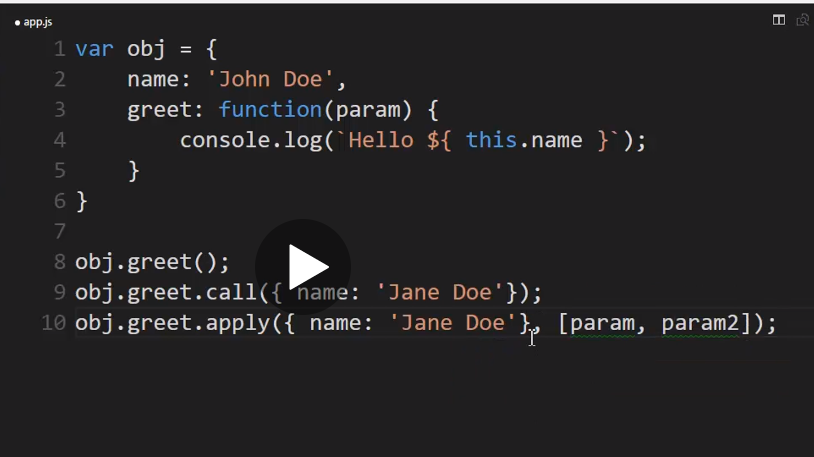 ● app.js
1 var obj = {
2     name: 'John Doe',
3     greet: function(param) {
4         console.log(`Hello ${ this.name }`);
5     }
6 }
7
8 obj.greet();
9 obj.greet.call({ name: 'Jane Doe'});
10 obj.greet.apply({ name: 'Jane Doe'}, [param, param2]);